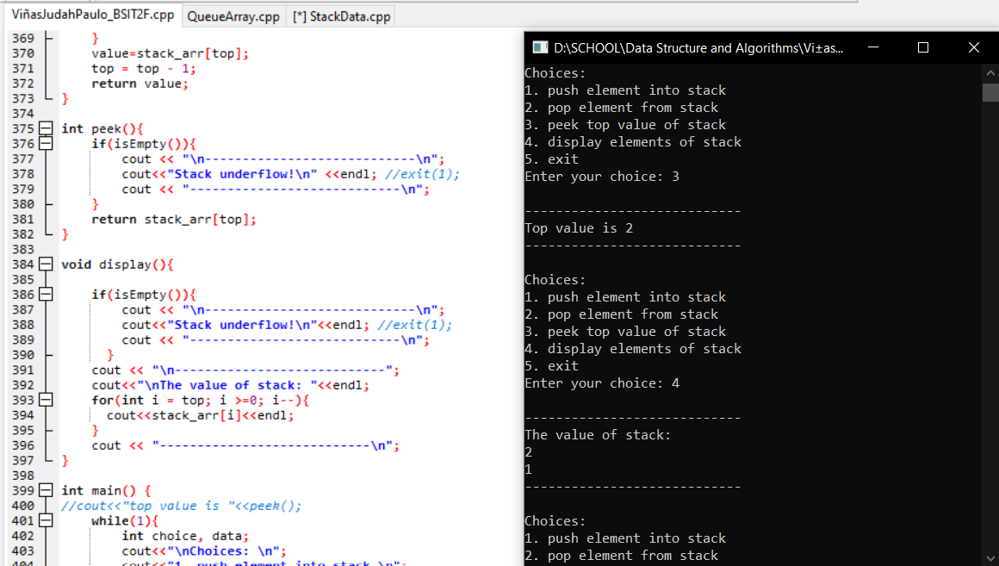 ViñasJudahPaulo_BSIT2F.cpp QueueArray.cpp [*] StackData.cpp
369 }
370 value=stack_arr[top];
371 top = top - 1;
372 return value;
373 }
374
375 int peek(){
376 if(isEmpty()){
377 cout << "\n---------------------------\n";
378 cout<<"Stack underflow!\n" <<endl; //exit(1);
379 cout << "---------------------------\n";
380 }
381 return stack_arr[top];
382 }
383
384 void display(){
385
386 if(isEmpty()){
387 cout << "\n---------------------------\n";
388 cout<<"Stack underflow!\n"<<endl; //exit(1);
389 cout << "---------------------------\n";
390 }
391 cout << "\n---------------------------";
392 cout<<"\nThe value of stack: "<<endl;
393 for(int i = top; i >=0; i--){
394 cout<<stack_arr[i]<<endl;
395 }
396 cout << "---------------------------\n";
397 }
398
399 int main() {
400 //cout<<"top value is "<<peek();
401 while(1){
402 int choice, data;
403 cout<<"\nChoices: \n";
404 cout<<"1. push element into stack \n";
D:\SCHOOL\Data Structure and Algorithms\Vi±as...
Choices:
1. push element into stack
2. pop element from stack
3. peek top value of stack
4. display elements of stack
5. exit
Enter your choice: 3
----------------------------
Top value is 2
----------------------------
Choices:
1. push element into stack
2. pop element from stack
3. peek top value of stack
4. display elements of stack
5. exit
Enter your choice: 4
----------------------------
The value of stack:
2
1
----------------------------
Choices:
1. push element into stack
2. pop element from stack